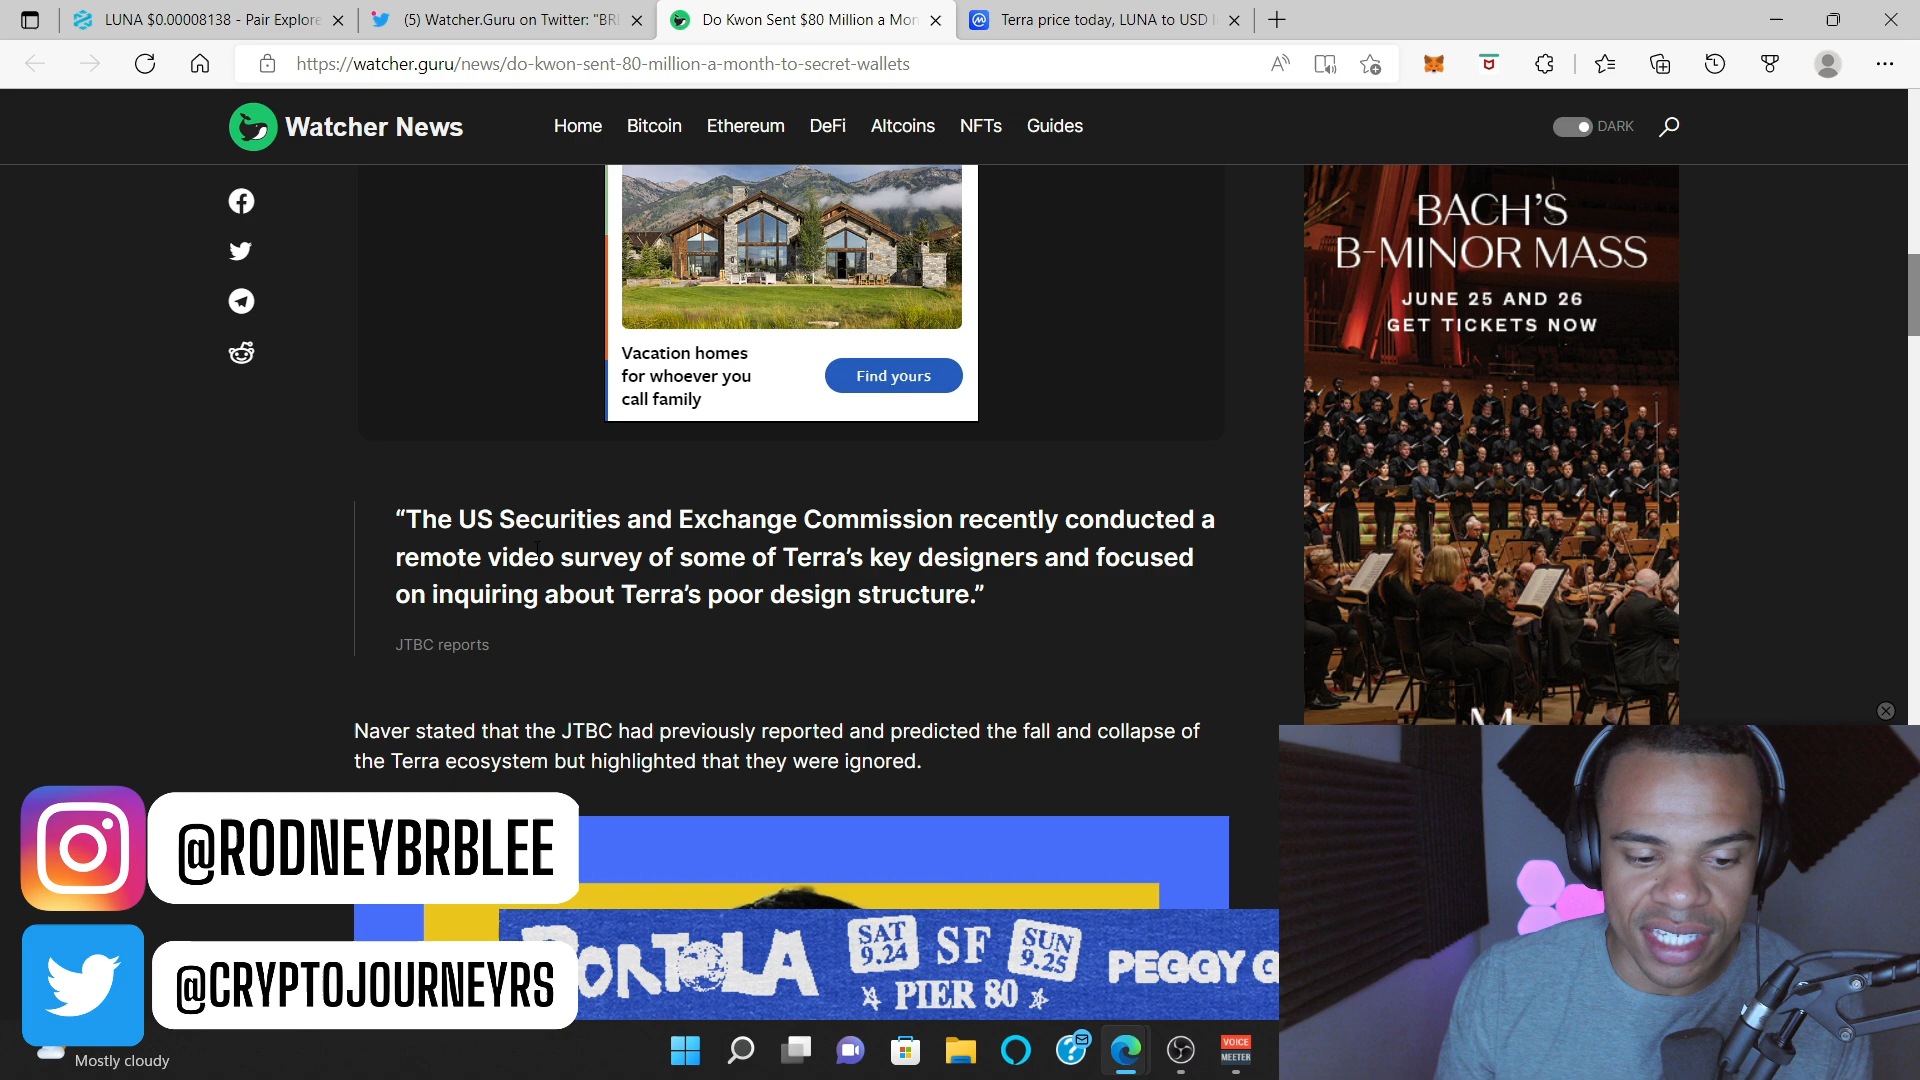 LUNA $0.00008138 - Pair Explore
(5) Watcher.Guru on Twitter: "BR
Do Kwon Sent $80 Million a Mon
Terra price today, LUNA to USD l
https://watcher.guru/news/do-kwon-sent-80-million-a-month-to-secret-wallets
Watcher News
Home
Bitcoin
Ethereum
DeFi
Altcoins
NFTs
Guides
DARK
BACH'S
B-MINOR MASS
JUNE 25 AND 26
GET TICKETS NOW
Vacation homes
for whoever you
call family
Find yours
“The US Securities and Exchange Commission recently conducted a
remote video survey of some of Terra’s key designers and focused
on inquiring about Terra’s poor design structure.”
JTBC reports
Naver stated that the JTBC had previously reported and predicted the fall and collapse of
the Terra ecosystem but highlighted that they were ignored.
@RODNEYBRBLEE
@CRYPTOJOURNEYRS
PORTOLA
SAT
9.24
SF
SUN
9.25
PIER 80
PEGGY G
Mostly cloudy
VOICE
MEETER